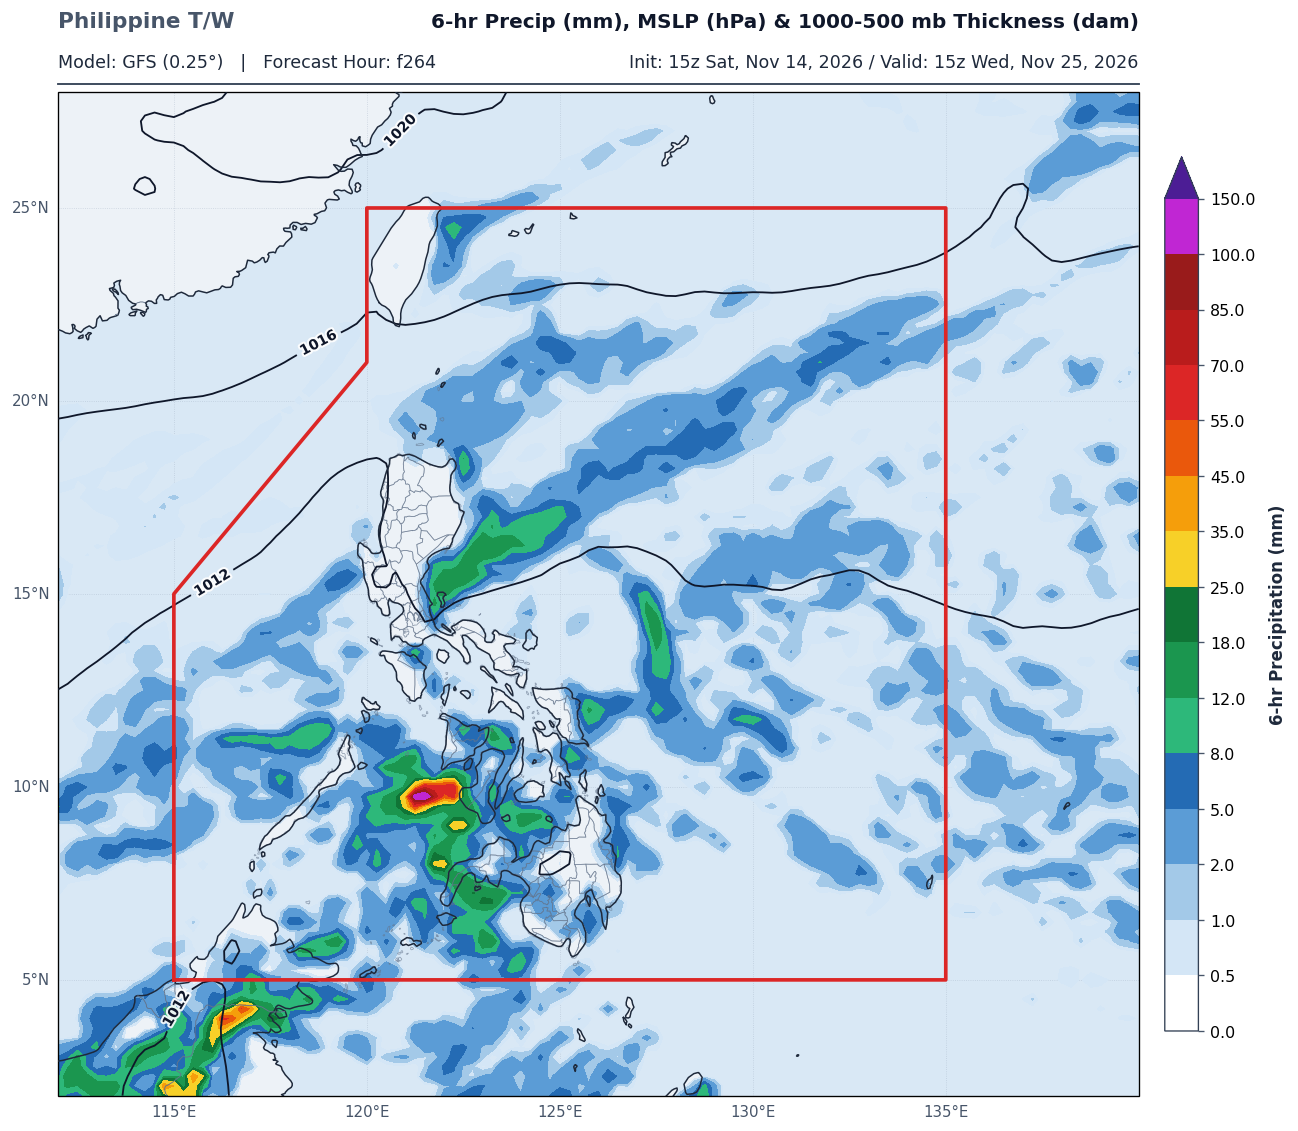 Philippine T/W
6-hr Precip (mm), MSLP (hPa) & 1000-500 mb Thickness (dam)
Model: GFS (0.25°) | Forecast Hour: f264
Init: 15z Sat, Nov 14, 2026 / Valid: 15z Wed, Nov 25, 2026
1020
1016
1012
1012
25°N
20°N
15°N
10°N
5°N
115°E
120°E
125°E
130°E
135°E
150.0
100.0
85.0
70.0
55.0
45.0
35.0
25.0
18.0
12.0
8.0
5.0
2.0
1.0
0.5
0.0
6-hr Precipitation (mm)